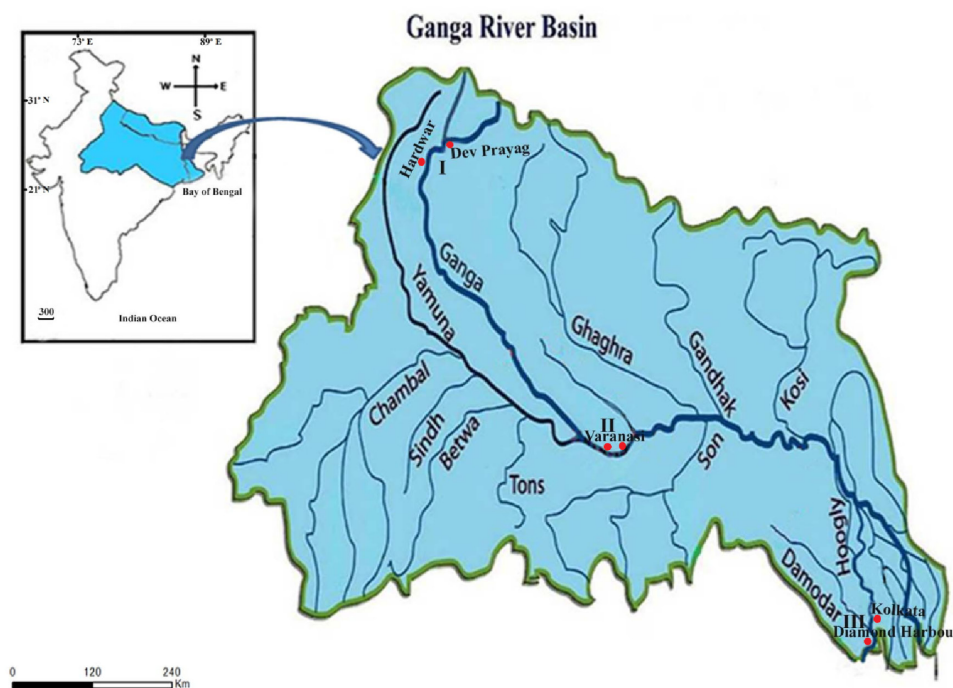 Ganga River Basin
73° E
89° E
N
W
E
S
31° N
21° N
Bay of Bengal
300
Indian Ocean
Hardwar
I
Dev Prayag
Ganga
Yamuna
Ghaghra
Gandhak
Kosi
Chambal
Sindh
Betwa
II
Varanasi
Tons
Son
Hoogly
Damodar
Kolkata
III
Diamond Harbou
0
120
240
Km